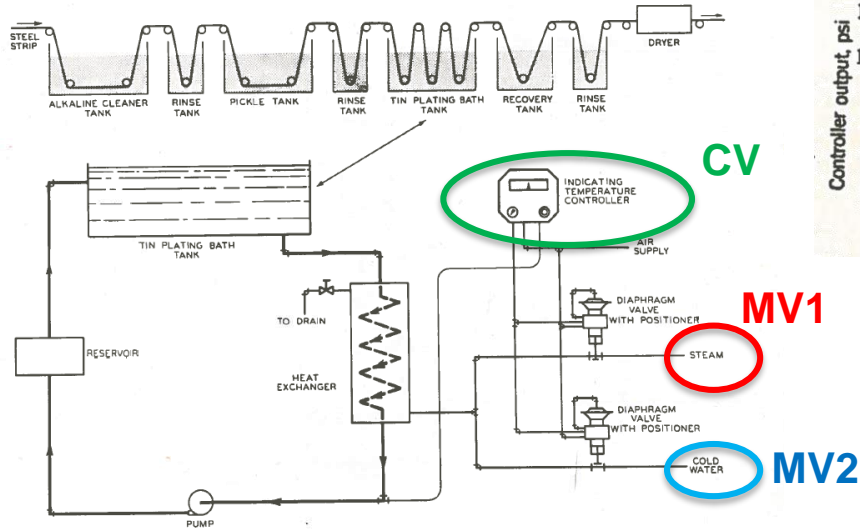 STEEL
STRIP
ALKALINE CLEANER
TANK
RINSE
TANK
PICKLE TANK
RINSE
TANK
TIN PLATING BATH
TANK
RECOVERY
TANK
RINSE
TANK
DRYER
Controller output, psi
CV
INDICATING
TEMPERATURE
CONTROLLER
AIR
SUPPLY
TIN PLATING BATH
TANK
TO DRAIN
HEAT
EXCHANGER
RESERVOIR
PUMP
DIAPHRAGM
VALVE
WITH POSITIONER
MV1
STEAM
DIAPHRAGM
VALVE
WITH POSITIONER
COLD
WATER
MV2